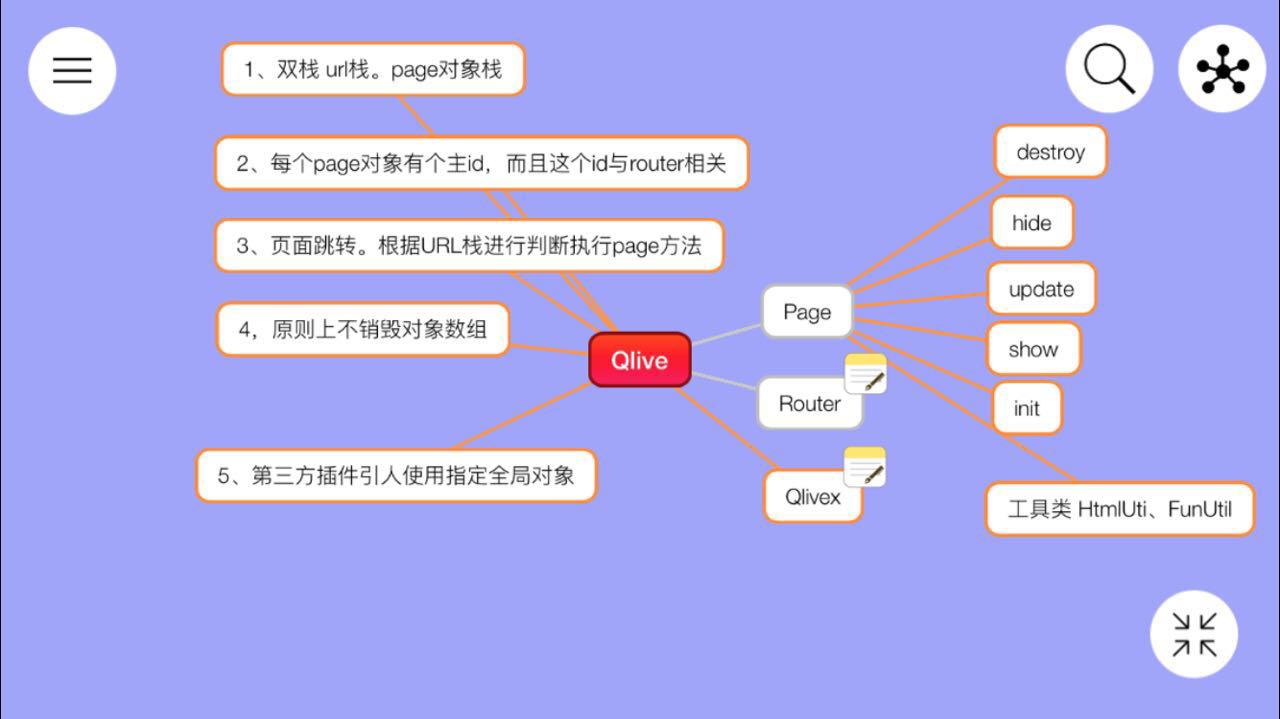 1、双栈 url栈。page对象栈
2、每个page对象有个主id，而且这个id与router相关
3、页面跳转。根据URL栈进行判断执行page方法
4，原则上不销毁对象数组
5、第三方插件引人使用指定全局对象
Qlive
Page
Router
Qlivex
destroy
hide
update
show
init
工具类 HtmlUti、FunUtil